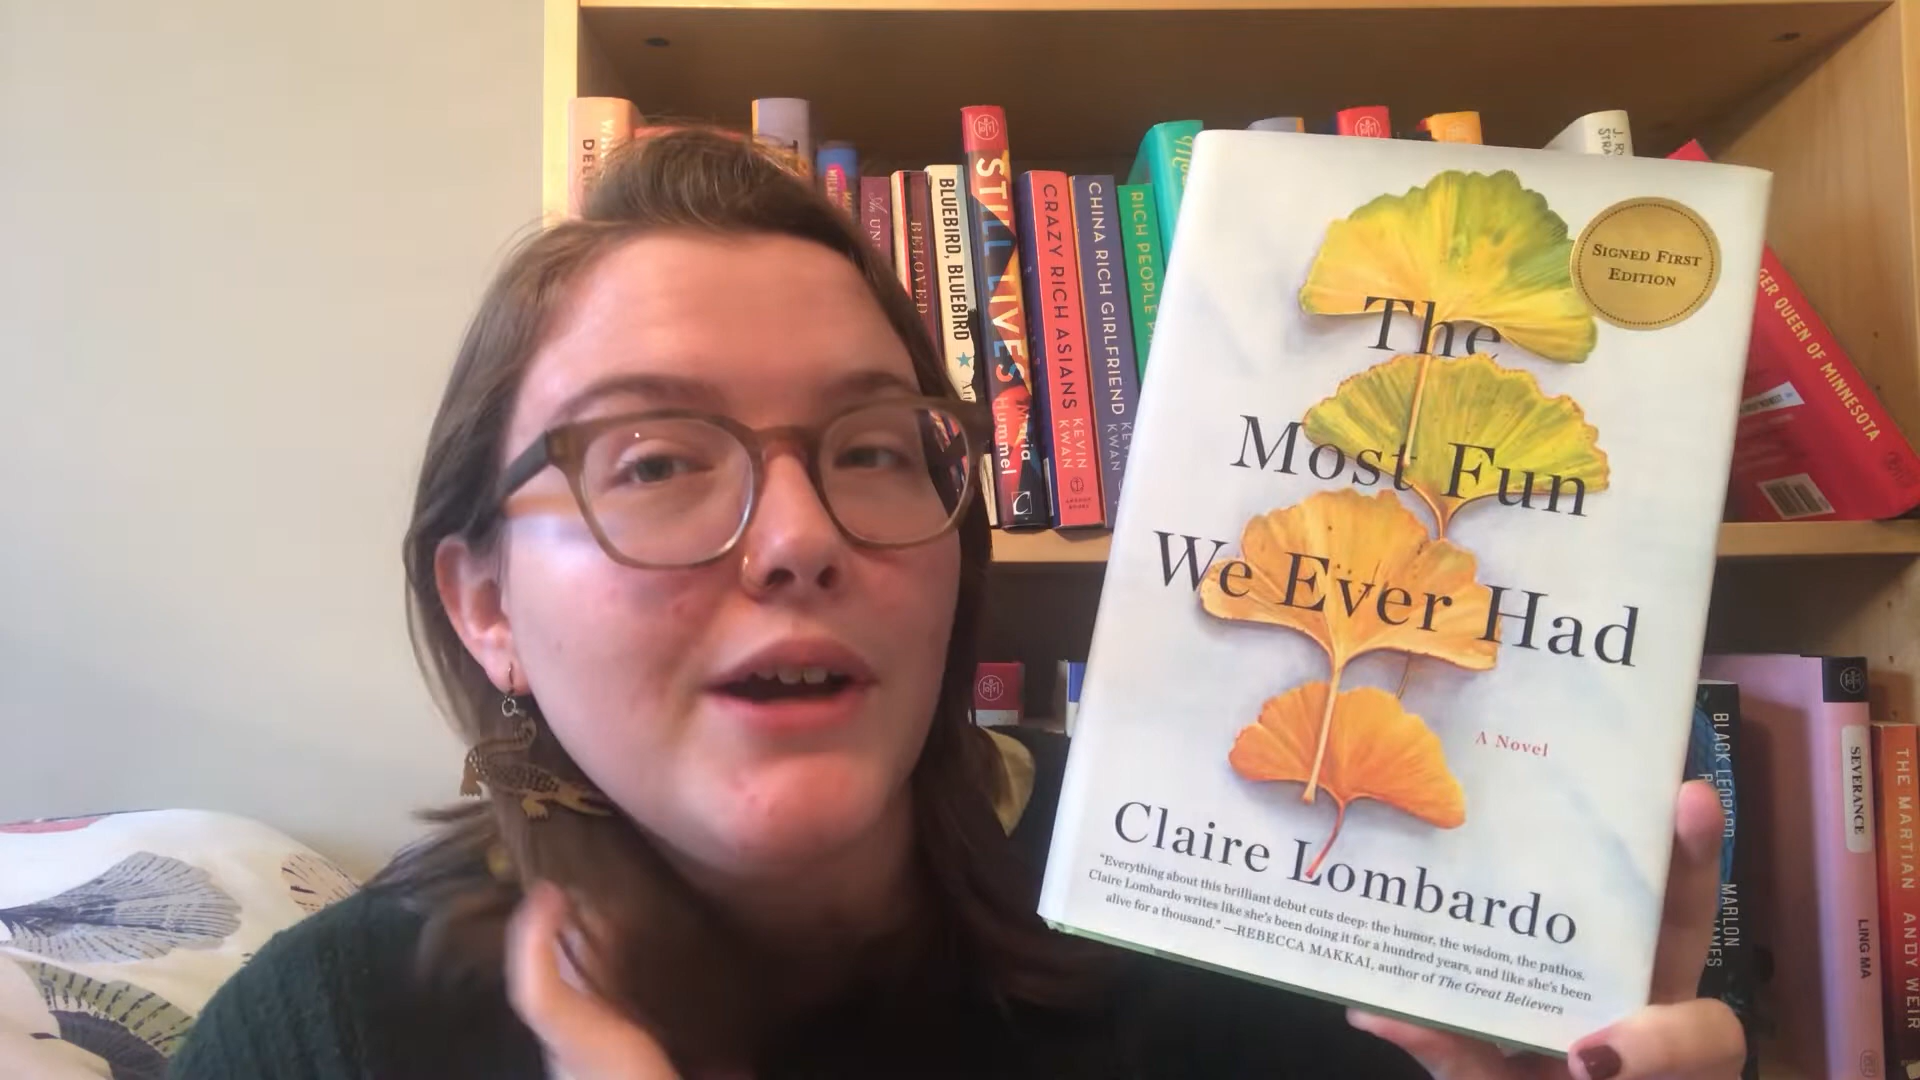 The
Most Fun
We Ever Had
SIGNED FIRST
EDITION
A Novel
Claire Lombardo
"Everything about this brilliant debut cuts deep: the humor, the wisdom, the pathos.
Claire Lombardo writes like she's been doing it for a hundred years, and like she's been
alive for a thousand." —REBECCA MAKKAI, author of The Great Believers
BELOVED
BLUEBIRD, BLUEBIRD
STILL LIVES
Maria
Hummel
CRAZY RICH ASIANS
KEVIN
KWAN
CHINA RICH GIRLFRIEND
KWAN
RICH PEOPLE
QUEEN OF MINNESOTA
BLACK LEOPARD
MARLON
JAMES
SEVERANCE
LING MA
THE MARTIAN
ANDY WEIR